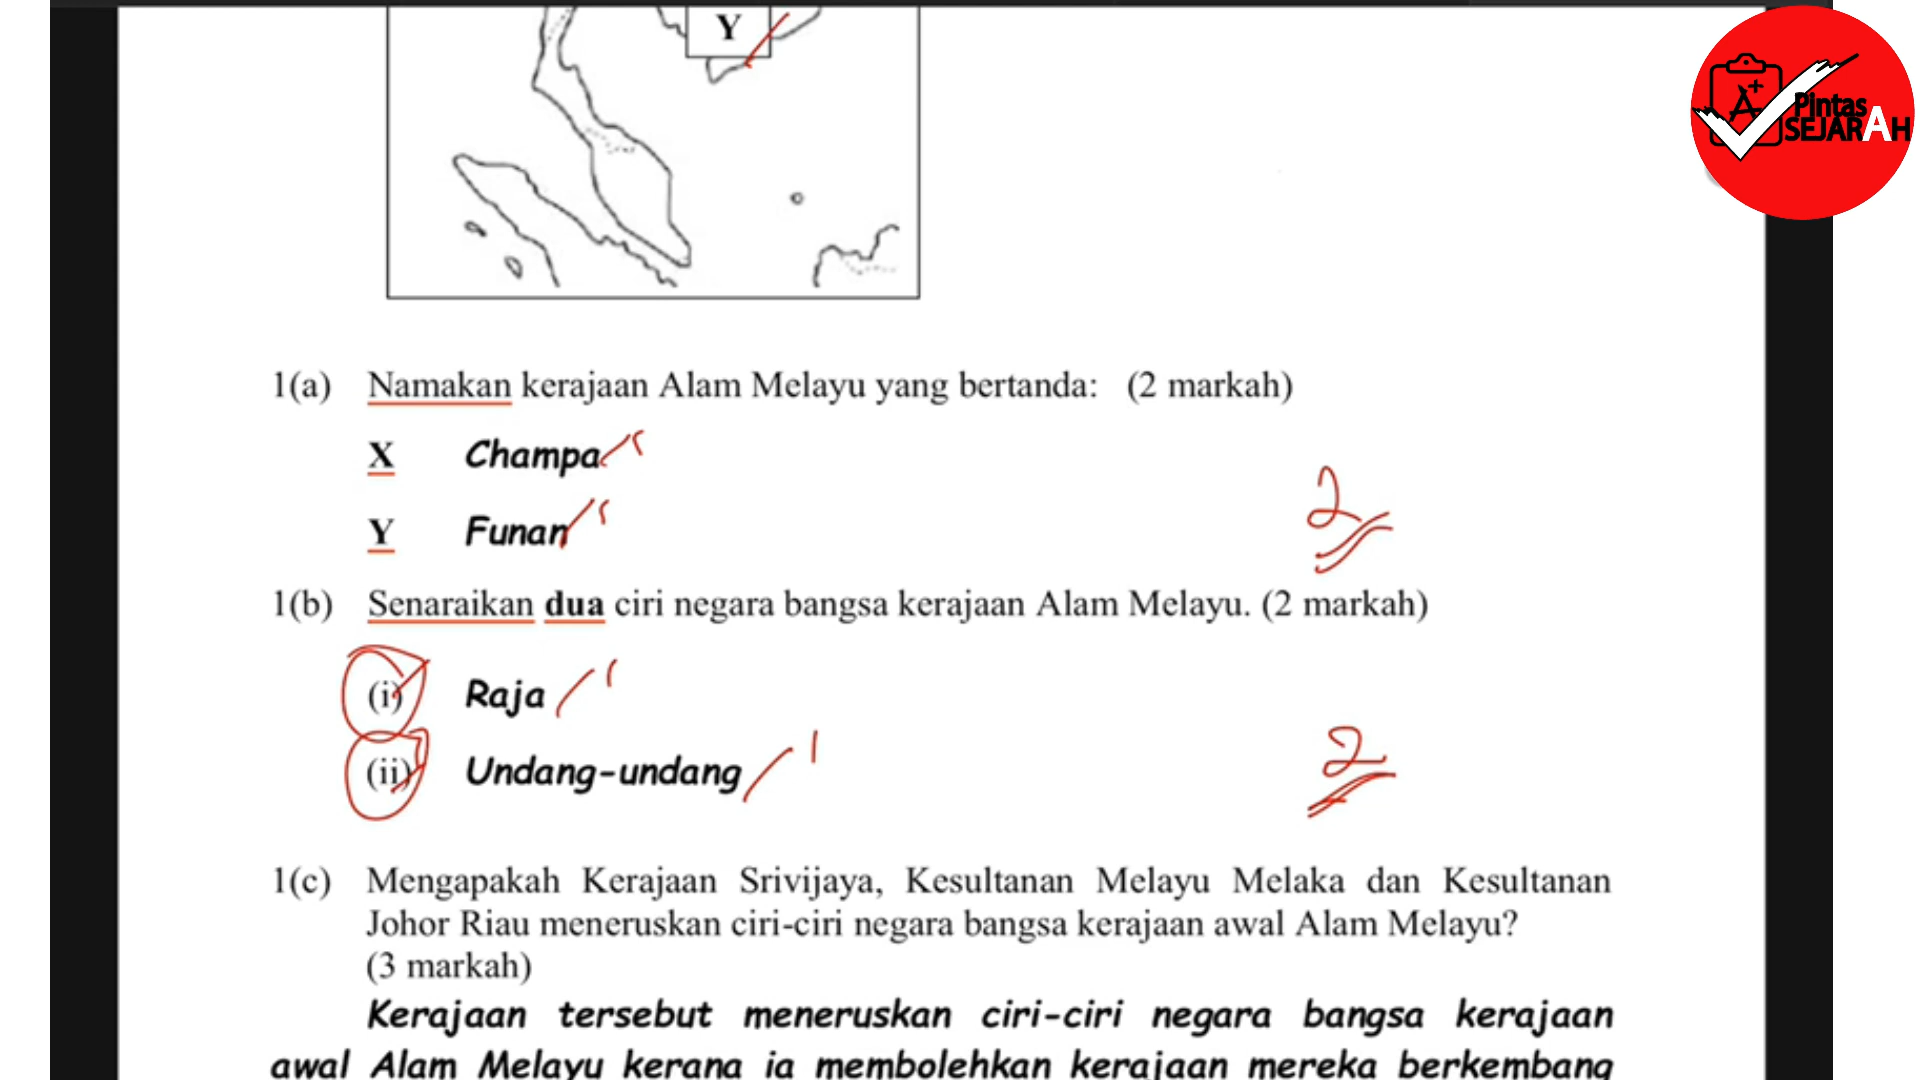 Y
Pintas
SEJARAH
1(a) Namakan kerajaan Alam Melayu yang bertanda: (2 markah)
X Champa
Y Funan
2
1(b) Senaraikan dua ciri negara bangsa kerajaan Alam Melayu. (2 markah)
(i) Raja
(ii) Undang-undang
2
1(c) Mengapakah Kerajaan Srivijaya, Kesultanan Melayu Melaka dan Kesultanan
Johor Riau meneruskan ciri-ciri negara bangsa kerajaan awal Alam Melayu?
(3 markah)
Kerajaan tersebut meneruskan ciri-ciri negara bangsa kerajaan
awal Alam Melayu kerana ia membolehkan kerajaan mereka berkembang